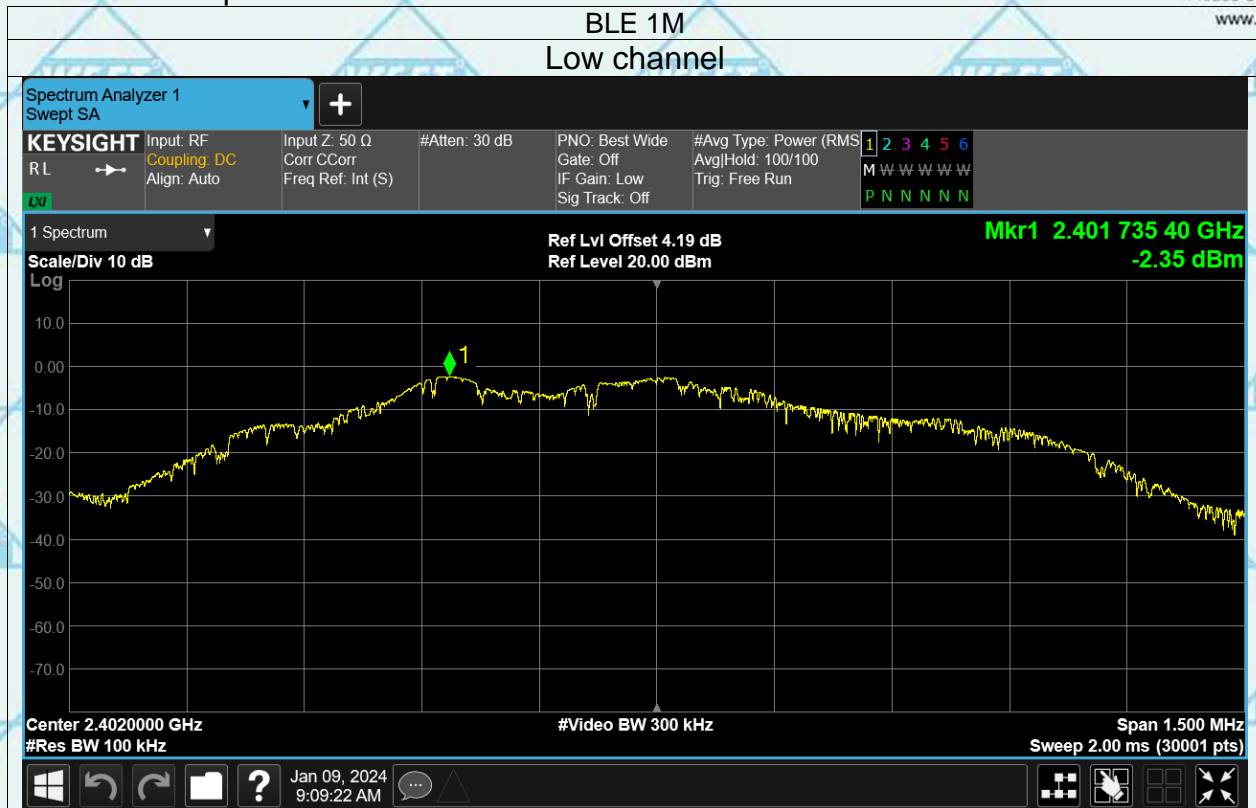 www.
BLE 1M
Low channel
Spectrum Analyzer 1
Swept SA
+
KEYSIGHT
RL
LXI
Input: RF
Coupling: DC
Align: Auto
Input Z: 50 Ω
Corr CCorr
Freq Ref: Int (S)
#Atten: 30 dB
PNO: Best Wide
Gate: Off
IF Gain: Low
Sig Track: Off
#Avg Type: Power (RMS
Avg|Hold: 100/100
Trig: Free Run
1 2 3 4 5 6
M W W W W W
P N N N N N
1 Spectrum
Scale/Div 10 dB
Log
Ref Lvl Offset 4.19 dB
Ref Level 20.00 dBm
Mkr1 2.401 735 40 GHz
-2.35 dBm
1
10.0
0.00
-10.0
-20.0
-30.0
-40.0
-50.0
-60.0
-70.0
Center 2.4020000 GHz
#Res BW 100 kHz
#Video BW 300 kHz
Span 1.500 MHz
Sweep 2.00 ms (30001 pts)
?
Jan 09, 2024
9:09:22 AM